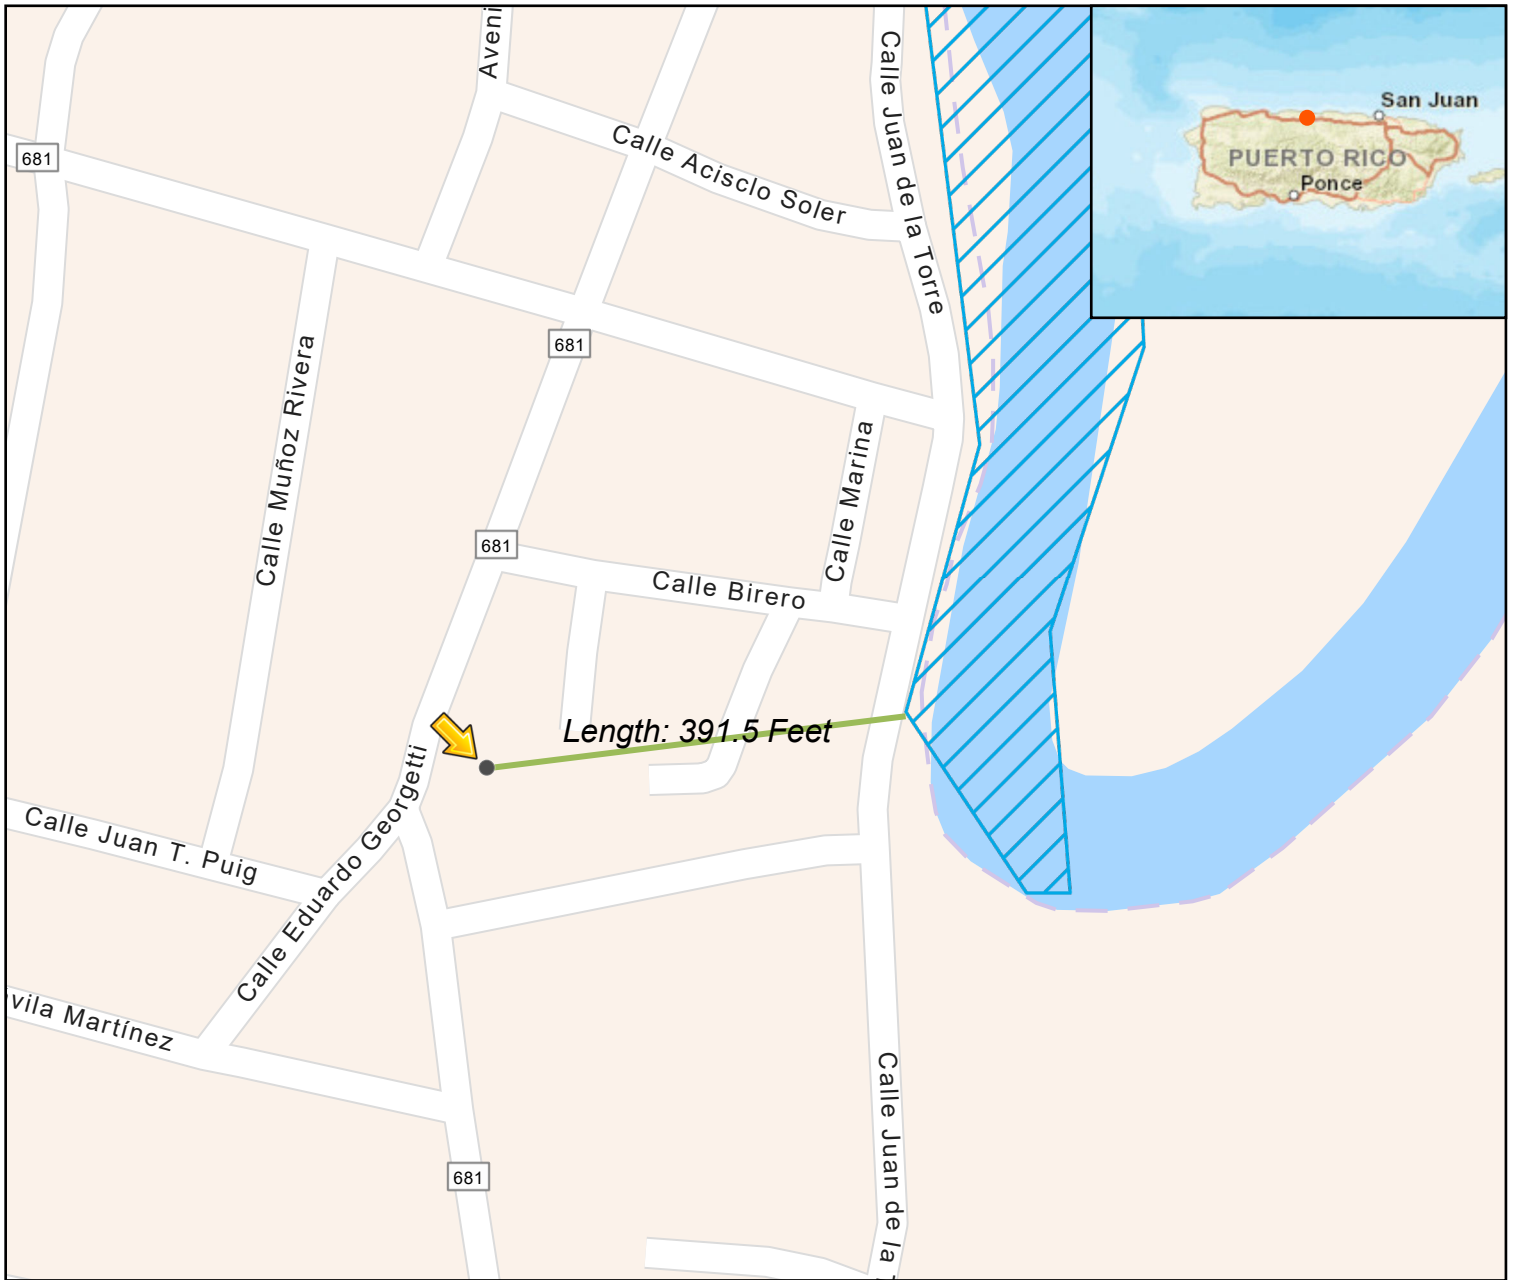 Aveni
Calle Juan de la Torre
San Juan
PUERTO RICO
Ponce
Calle Acisclo Soler
681
681
Calle Muñoz Rivera
Calle Marina
681
Calle Birero
Length: 391.5 Feet
Calle Juan T. Puig
Calle Eduardo Georgetti
vila Martínez
Calle Juan de la
681